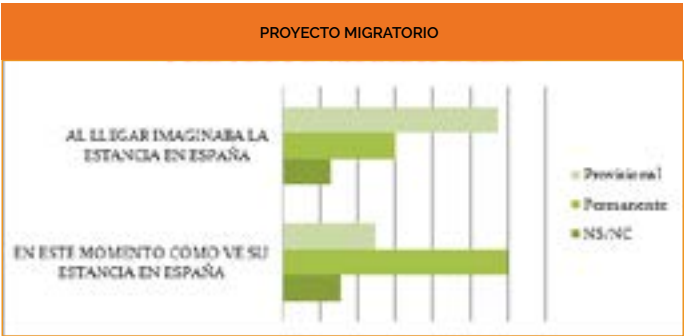 PROYECTO MIGRATORIO
AL LLEGAR IMAGINABA LA
ESTANCIA EN ESPAÑA
Provisional
Permanente
NS/NC
EN ESTE MOMENTO COMO VE SU
ESTANCIA EN ESPAÑA